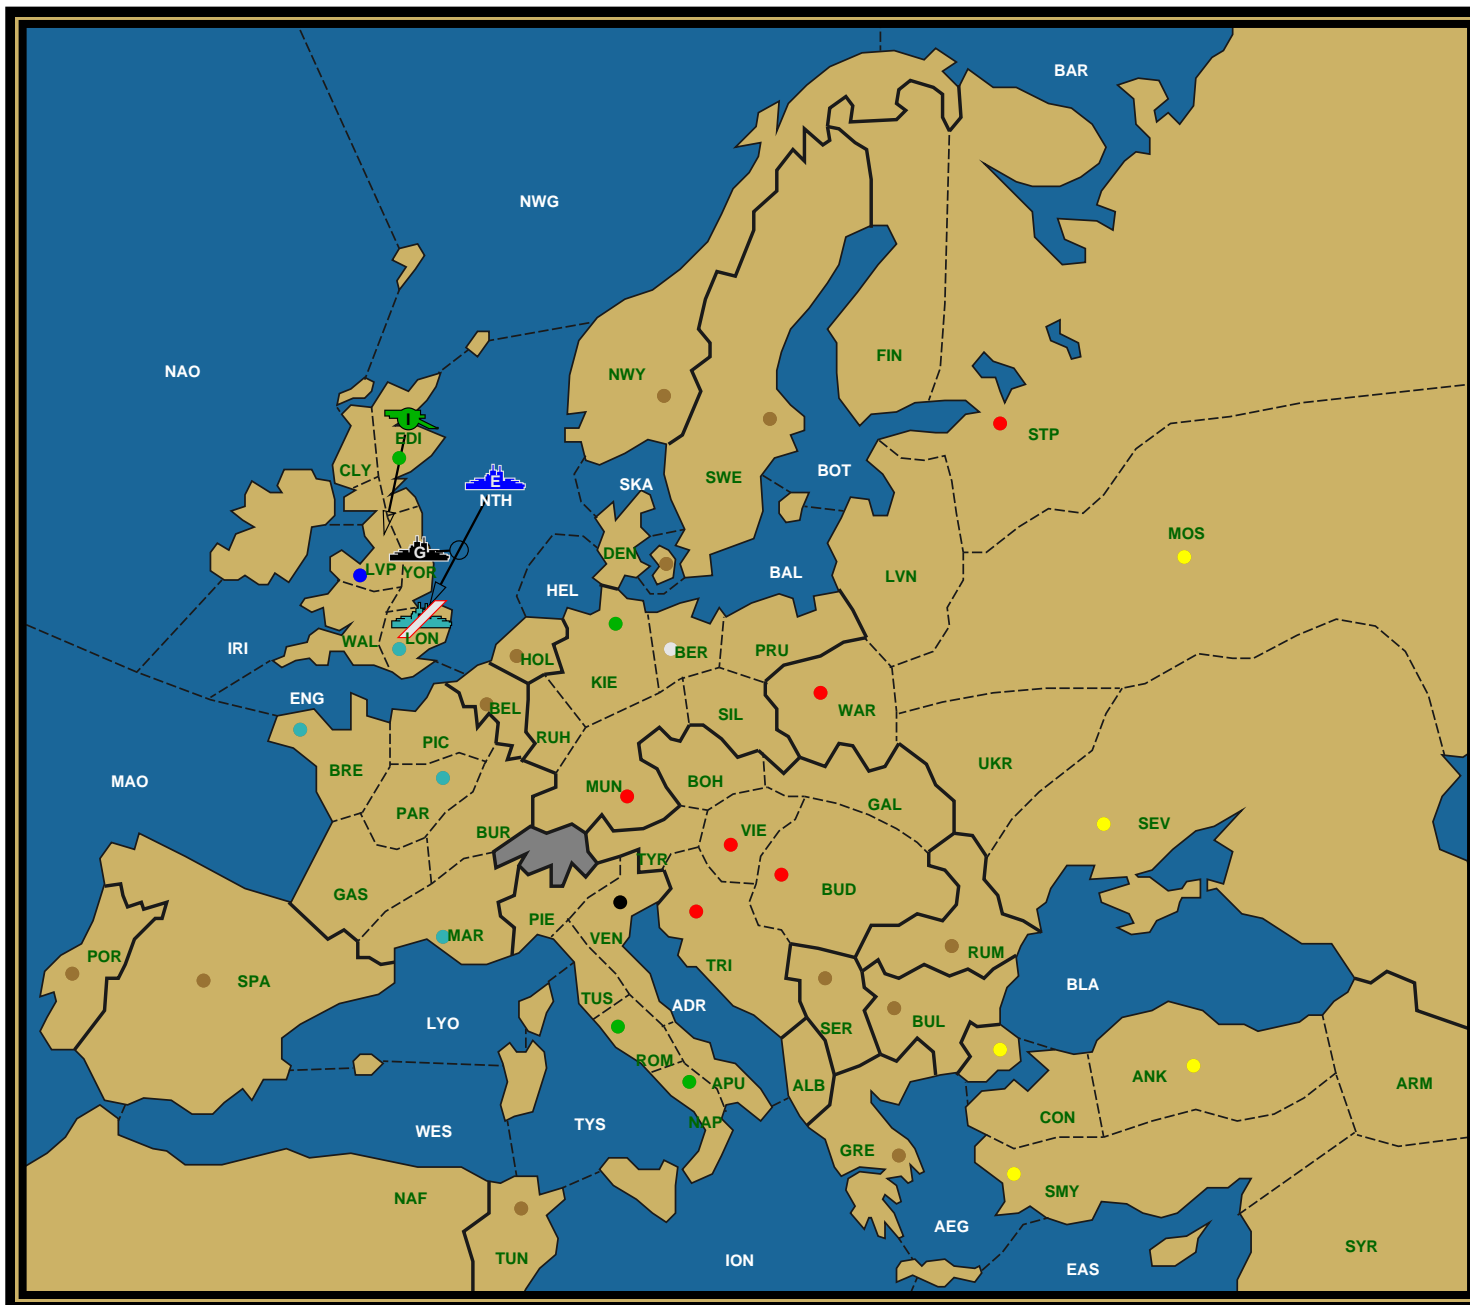 BAR
NWG
NAO
FIN
NWY
I
EDI
STP
CLY
SWE
BOT
SKA
E
NTH
MOS
G
DEN
LVP
YOR
BAL
LVN
HEL
WAL
LON
IRI
HOL
BER
PRU
KIE
ENG
BEL
SIL
WAR
PIC
RUH
UKR
BRE
MAO
MUN
BOH
GAL
PAR
SEV
BUR
VIE
TYR
BUD
GAS
PIE
VEN
MAR
POR
SPA
RUM
TRI
BLA
TUS
ADR
LYO
SER
BUL
ROM
APU
ALB
ANK
ARM
CON
NAP
TYS
WES
GRE
SMY
NAF
AEG
SYR
TUN
ION
EAS